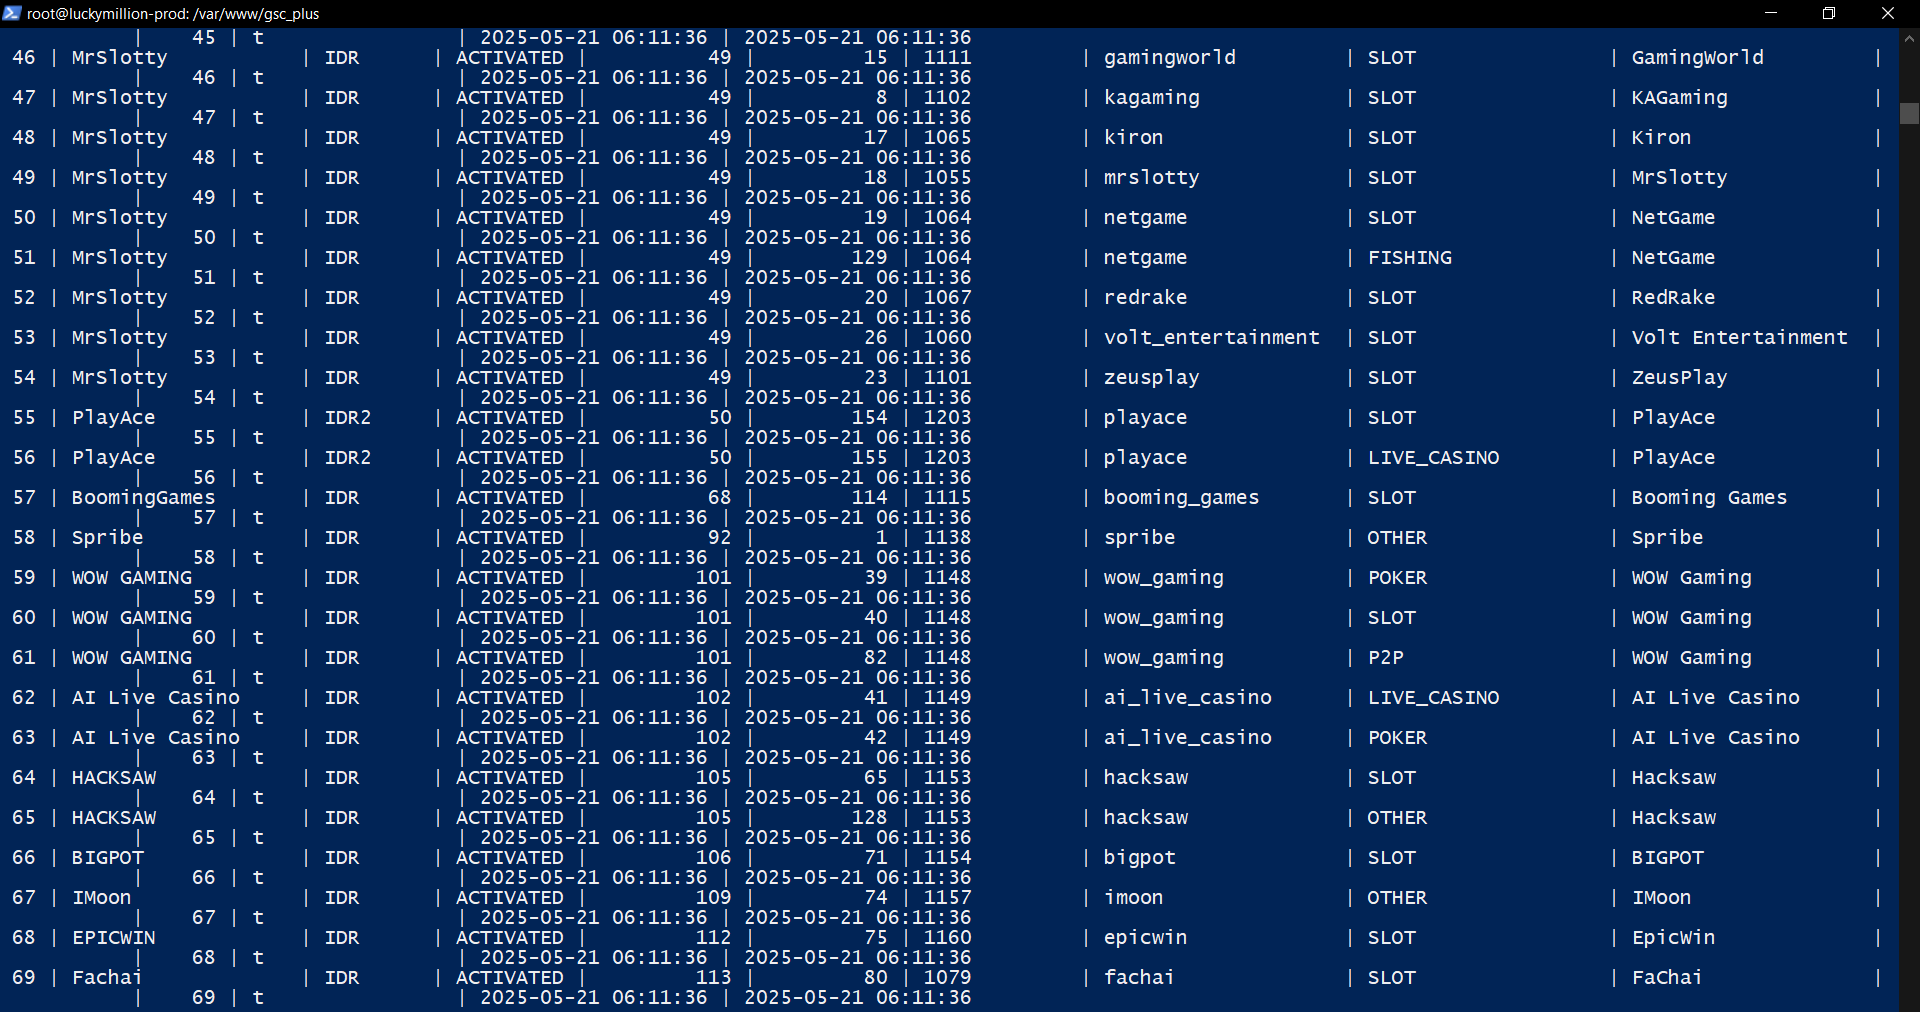 root@luckymillion-prod: /var/www/gsc_plus
| 45 | t | 2025-05-21 06:11:36 | 2025-05-21 06:11:36
46 | MrSlotty | IDR | ACTIVATED | 49 | 15 | 1111 | gamingworld | SLOT | GamingWorld |
| 46 | t | 2025-05-21 06:11:36 | 2025-05-21 06:11:36
47 | MrSlotty | IDR | ACTIVATED | 49 | 8 | 1102 | kagaming | SLOT | KAGaming |
| 47 | t | 2025-05-21 06:11:36 | 2025-05-21 06:11:36
48 | MrSlotty | IDR | ACTIVATED | 49 | 17 | 1065 | kiron | SLOT | Kiron |
| 48 | t | 2025-05-21 06:11:36 | 2025-05-21 06:11:36
49 | MrSlotty | IDR | ACTIVATED | 49 | 18 | 1055 | mrslotty | SLOT | MrSlotty |
| 49 | t | 2025-05-21 06:11:36 | 2025-05-21 06:11:36
50 | MrSlotty | IDR | ACTIVATED | 49 | 19 | 1064 | netgame | SLOT | NetGame |
| 50 | t | 2025-05-21 06:11:36 | 2025-05-21 06:11:36
51 | MrSlotty | IDR | ACTIVATED | 49 | 129 | 1064 | netgame | FISHING | NetGame |
| 51 | t | 2025-05-21 06:11:36 | 2025-05-21 06:11:36
52 | MrSlotty | IDR | ACTIVATED | 49 | 20 | 1067 | redrake | SLOT | RedRake |
| 52 | t | 2025-05-21 06:11:36 | 2025-05-21 06:11:36
53 | MrSlotty | IDR | ACTIVATED | 49 | 26 | 1060 | volt_entertainment | SLOT | Volt Entertainment |
| 53 | t | 2025-05-21 06:11:36 | 2025-05-21 06:11:36
54 | MrSlotty | IDR | ACTIVATED | 49 | 23 | 1101 | zeusplay | SLOT | ZeusPlay |
| 54 | t | 2025-05-21 06:11:36 | 2025-05-21 06:11:36
55 | PlayAce | IDR2 | ACTIVATED | 50 | 154 | 1203 | playace | SLOT | PlayAce |
| 55 | t | 2025-05-21 06:11:36 | 2025-05-21 06:11:36
56 | PlayAce | IDR2 | ACTIVATED | 50 | 155 | 1203 | playace | LIVE_CASINO | PlayAce |
| 56 | t | 2025-05-21 06:11:36 | 2025-05-21 06:11:36
57 | BoomingGames | IDR | ACTIVATED | 68 | 114 | 1115 | booming_games | SLOT | Booming Games |
| 57 | t | 2025-05-21 06:11:36 | 2025-05-21 06:11:36
58 | Spribe | IDR | ACTIVATED | 92 | 1 | 1138 | spribe | OTHER | Spribe |
| 58 | t | 2025-05-21 06:11:36 | 2025-05-21 06:11:36
59 | WOW GAMING | IDR | ACTIVATED | 101 | 39 | 1148 | wow_gaming | POKER | WOW Gaming |
| 59 | t | 2025-05-21 06:11:36 | 2025-05-21 06:11:36
60 | WOW GAMING | IDR | ACTIVATED | 101 | 40 | 1148 | wow_gaming | SLOT | WOW Gaming |
| 60 | t | 2025-05-21 06:11:36 | 2025-05-21 06:11:36
61 | WOW GAMING | IDR | ACTIVATED | 101 | 82 | 1148 | wow_gaming | P2P | WOW Gaming |
| 61 | t | 2025-05-21 06:11:36 | 2025-05-21 06:11:36
62 | AI Live Casino | IDR | ACTIVATED | 102 | 41 | 1149 | ai_live_casino | LIVE_CASINO | AI Live Casino |
| 62 | t | 2025-05-21 06:11:36 | 2025-05-21 06:11:36
63 | AI Live Casino | IDR | ACTIVATED | 102 | 42 | 1149 | ai_live_casino | POKER | AI Live Casino |
| 63 | t | 2025-05-21 06:11:36 | 2025-05-21 06:11:36
64 | HACKSAW | IDR | ACTIVATED | 105 | 65 | 1153 | hacksaw | SLOT | Hacksaw |
| 64 | t | 2025-05-21 06:11:36 | 2025-05-21 06:11:36
65 | HACKSAW | IDR | ACTIVATED | 105 | 128 | 1153 | hacksaw | OTHER | Hacksaw |
| 65 | t | 2025-05-21 06:11:36 | 2025-05-21 06:11:36
66 | BIGPOT | IDR | ACTIVATED | 106 | 71 | 1154 | bigpot | SLOT | BIGPOT |
| 66 | t | 2025-05-21 06:11:36 | 2025-05-21 06:11:36
67 | IMoon | IDR | ACTIVATED | 109 | 74 | 1157 | imoon | OTHER | IMoon |
| 67 | t | 2025-05-21 06:11:36 | 2025-05-21 06:11:36
68 | EPICWIN | IDR | ACTIVATED | 112 | 75 | 1160 | epicwin | SLOT | EpicWin |
| 68 | t | 2025-05-21 06:11:36 | 2025-05-21 06:11:36
69 | Fachai | IDR | ACTIVATED | 113 | 80 | 1079 | fachai | SLOT | FaChai |
| 69 | t | 2025-05-21 06:11:36 | 2025-05-21 06:11:36